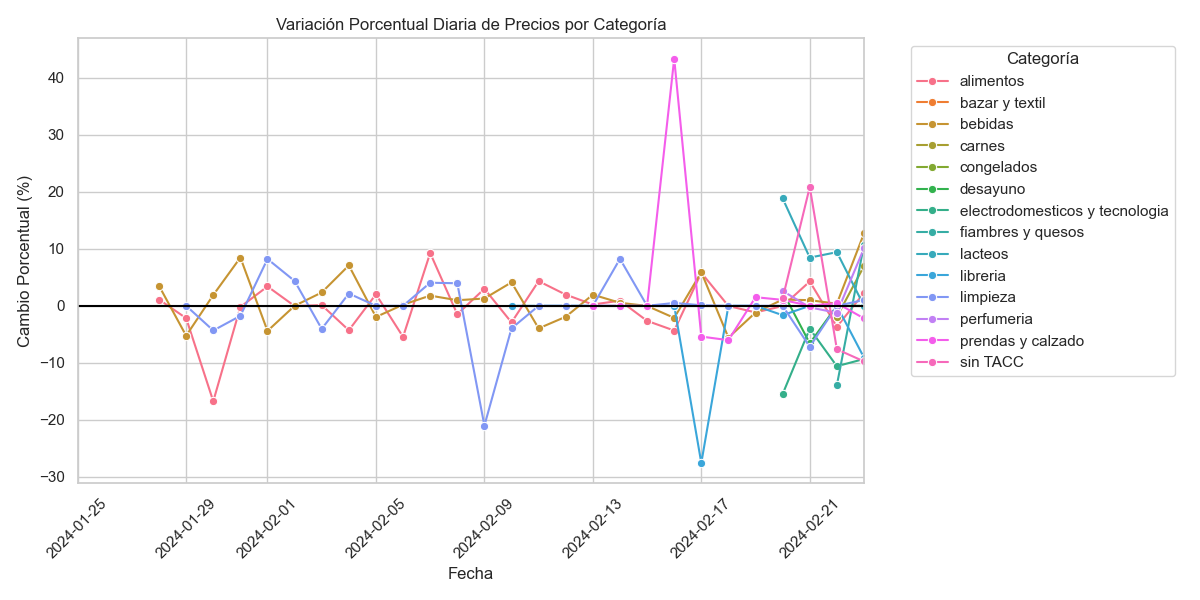 Variación Porcentual Diaria de Precios por Categoría
Cambio Porcentual (%)
40
30
20
10
0
−10
−20
−30
2024-01-25
2024-01-29
2024-02-01
2024-02-05
2024-02-09
2024-02-13
2024-02-17
2024-02-21
Fecha
Categoría
alimentos
bazar y textil
bebidas
carnes
congelados
desayuno
electrodomesticos y tecnologia
fiambres y quesos
lacteos
libreria
limpieza
perfumeria
prendas y calzado
sin TACC